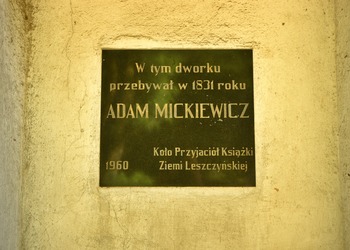 W tym dworku
przebywał w 1831 roku
ADAM MICKIEWICZ
Koło Przyjaciół Książki
1960 Ziemi Leszczyńskiej